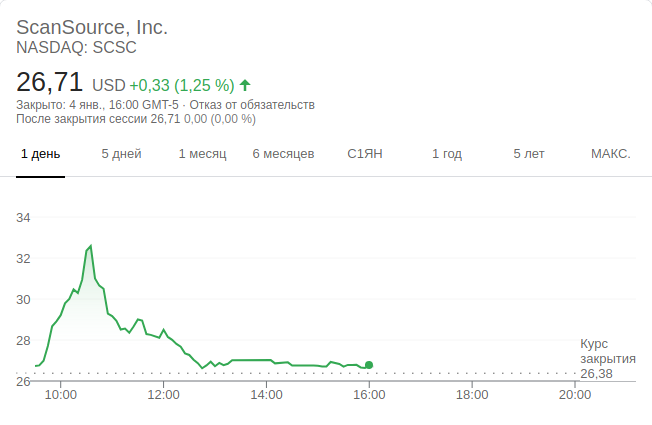 ScanSource, Inc.
NASDAQ: SCSC
26,71 USD +0,33 (1,25 %)
Закрыто: 4 янв., 16:00 GMT-5 · Отказ от обязательств
После закрытия сессии 26,71 0,00 (0,00 %)
1 день 5 дней 1 месяц 6 месяцев С1ЯН 1 год 5 лет МАКС.
34
32
30
28
Курс
закрытия
26,38
26
10:00 12:00 14:00 16:00 18:00 20:00